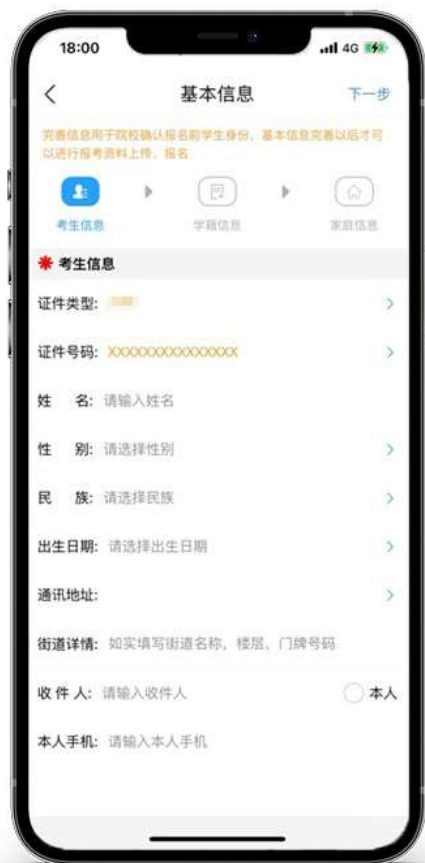 18:00
4G
基本信息
下一步
完善信息用于院校确认报名前学生身份，基本信息完善以后才可
以进行报考资料上传、报名
考生信息
学籍信息
家庭信息
考生信息
证件类型:
证件号码: XXXXXXXXXXXXXXX
姓 名: 请输入姓名
性 别: 请选择性别
民 族: 请选择民族
出生日期: 请选择出生日期
通讯地址:
街道详情: 如实填写街道名称，楼层，门牌号码
收 件 人: 请输入收件人
本人
本人手机: 请输入本人手机